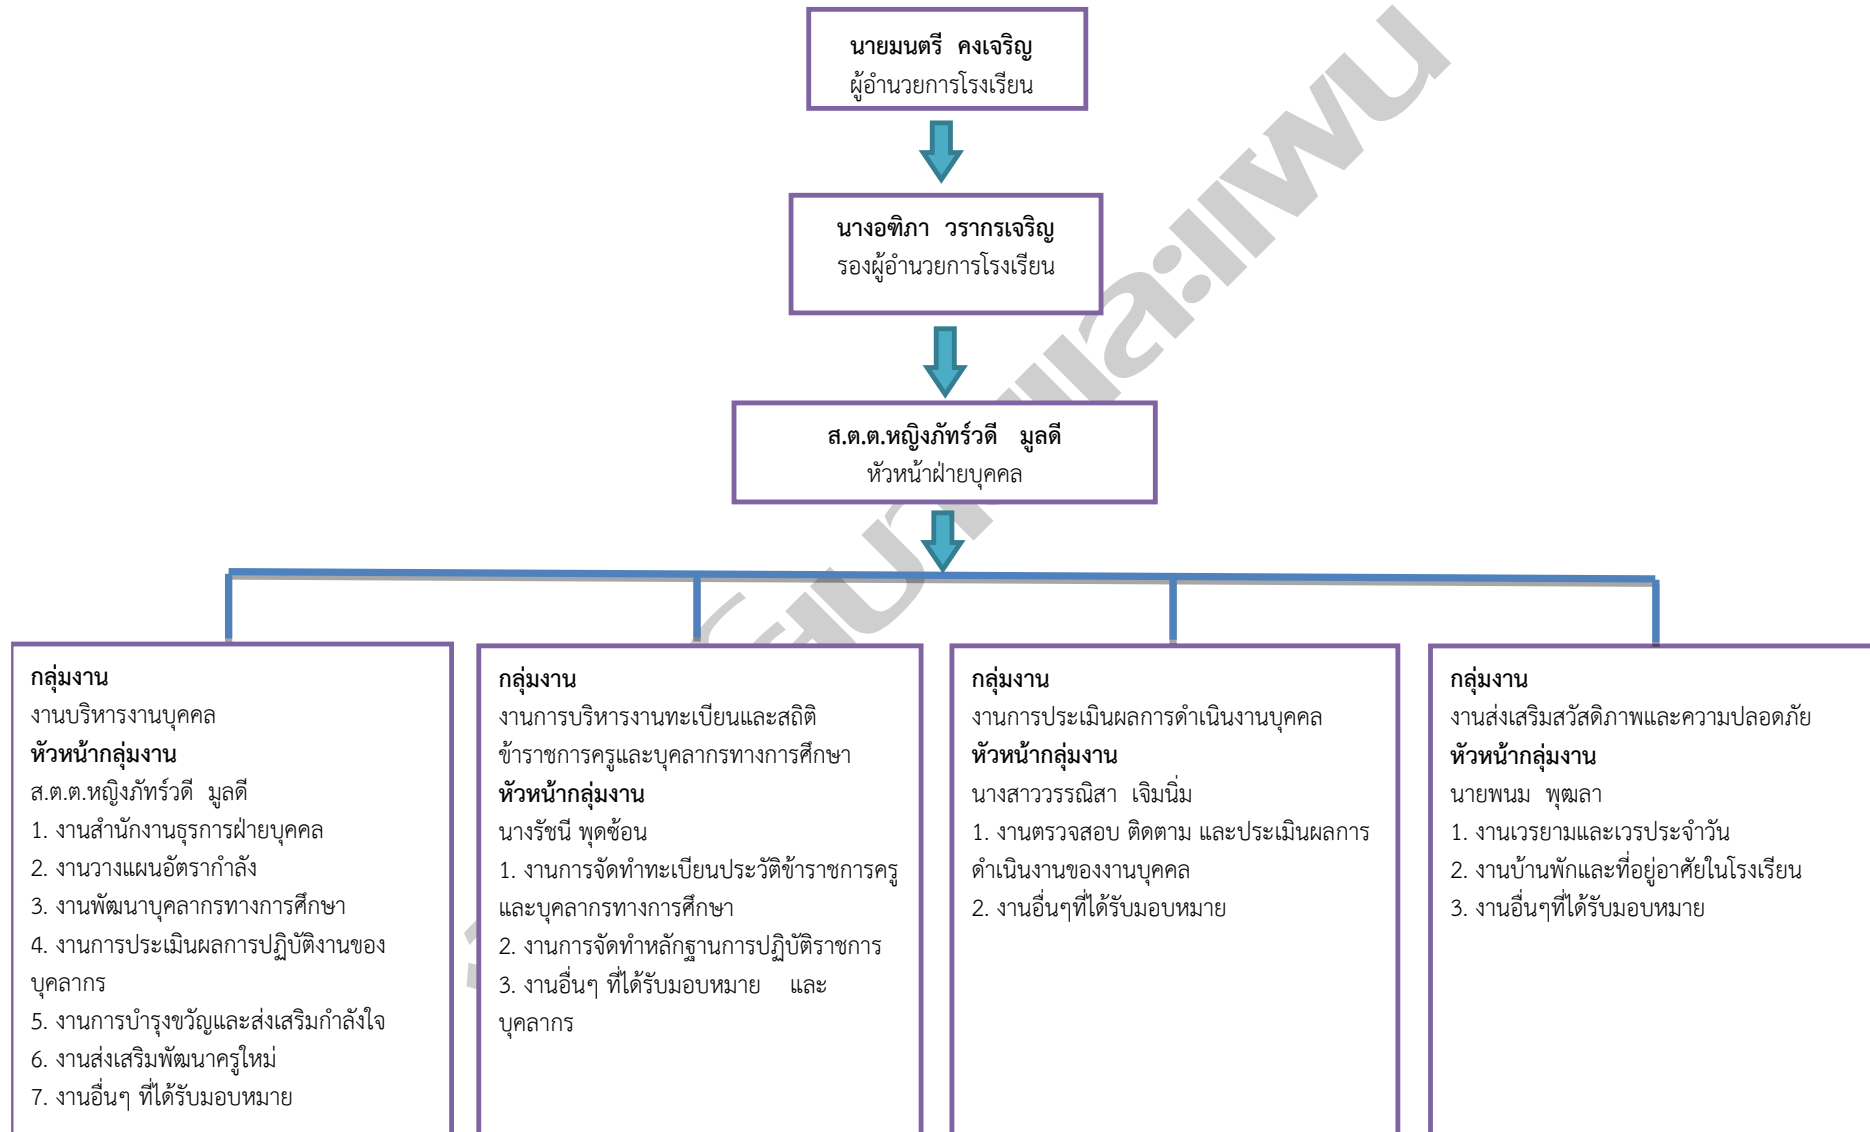 นายมนตรี คงเจริญ
ผู้อำนวยการโรงเรียน
นางอฑิภา วรากรเจริญ
รองผู้อำนวยการโรงเรียน
ส.ต.ต.หญิงภัทร์วดี มูลดี
หัวหน้าฝ่ายบุคคล
กลุ่มงาน
งานบริหารงานบุคคล
หัวหน้ากลุ่มงาน
ส.ต.ต.หญิงภัทร์วดี มูลดี
1. งานสำนักงานธุรการฝ่ายบุคคล
2. งานวางแผนอัตรากำลัง
3. งานพัฒนาบุคลากรทางการศึกษา
4. งานการประเมินผลการปฏิบัติงานของ
บุคลากร
5. งานการบำรุงขวัญและส่งเสริมกำลังใจ
6. งานส่งเสริมพัฒนาครูใหม่
7. งานอื่นๆ ที่ได้รับมอบหมาย
กลุ่มงาน
งานการบริหารงานทะเบียนและสถิติ
ข้าราชการครูและบุคลากรทางการศึกษา
หัวหน้ากลุ่มงาน
นางรัชนี พุดซ้อน
1. งานการจัดทำทะเบียนประวัติข้าราชการครู
และบุคลากรทางการศึกษา
2. งานการจัดทำหลักฐานการปฏิบัติราชการ
3. งานอื่นๆ ที่ได้รับมอบหมาย และ
บุคลากร
กลุ่มงาน
งานการประเมินผลการดำเนินงานบุคคล
หัวหน้ากลุ่มงาน
นางสาววรรณิสา เจิมนิ่ม
1. งานตรวจสอบ ติดตาม และประเมินผลการ
ดำเนินงานของงานบุคคล
2. งานอื่นๆที่ได้รับมอบหมาย
กลุ่มงาน
งานส่งเสริมสวัสดิภาพและความปลอดภัย
หัวหน้ากลุ่มงาน
นายพนม พุฒลา
1. งานเวรยามและเวรประจำวัน
2. งานบ้านพักและที่อยู่อาศัยในโรงเรียน
3. งานอื่นๆที่ได้รับมอบหมาย